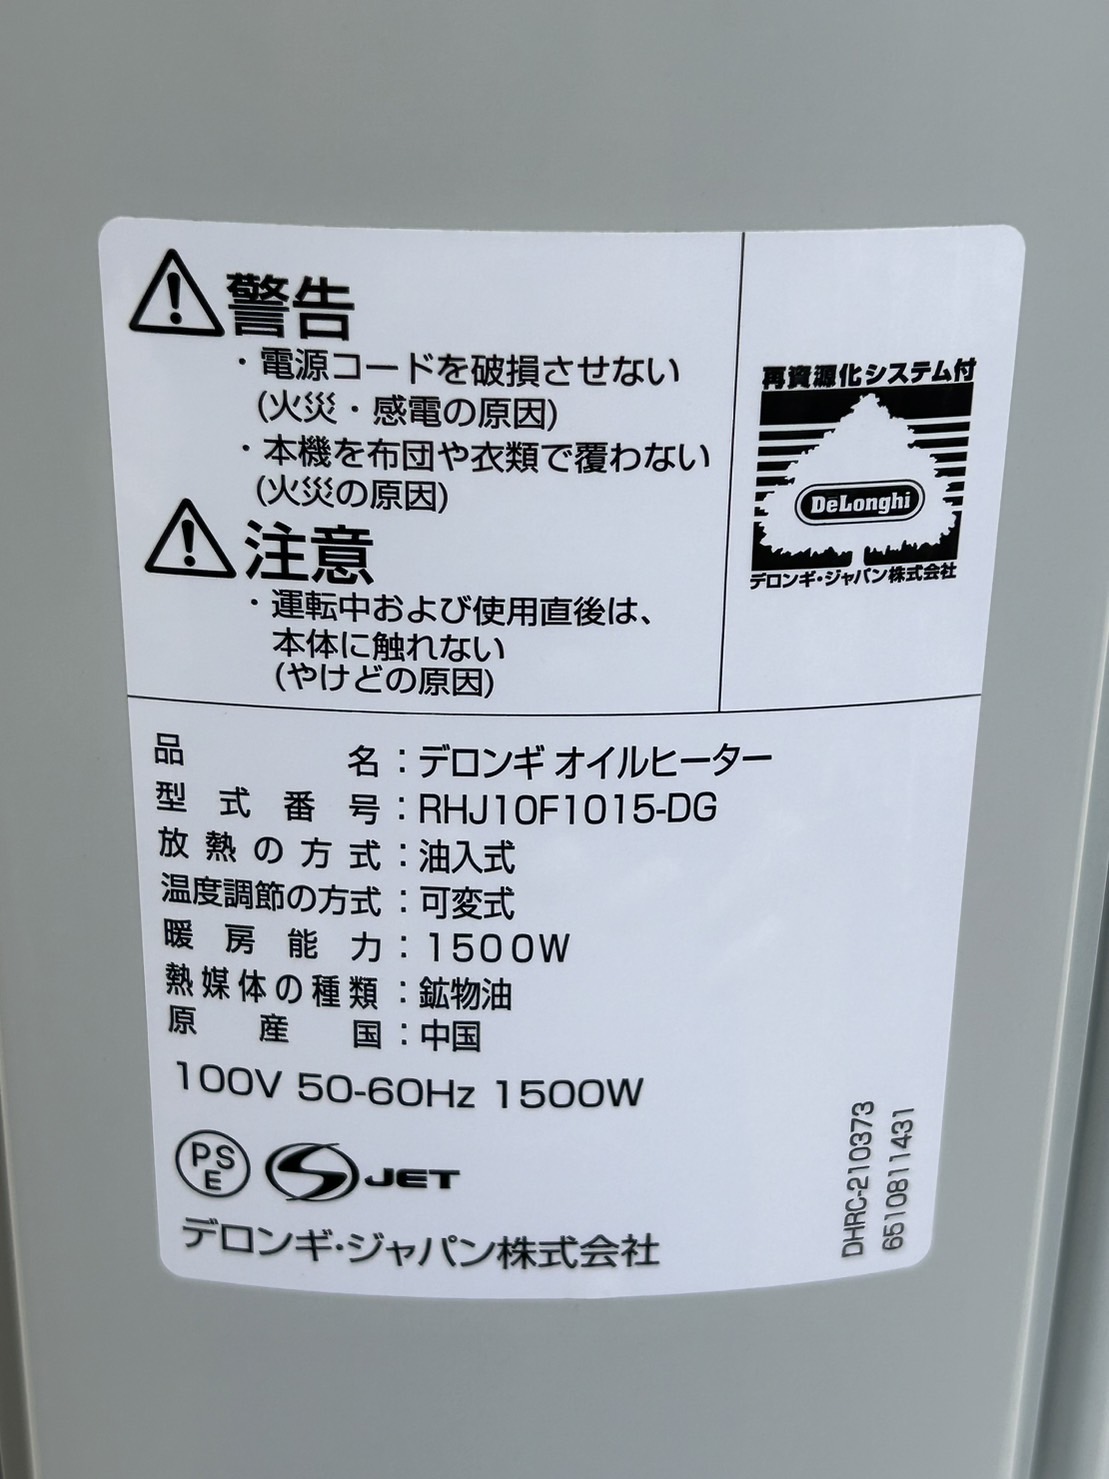 警告
・電源コードを破損させない
(火災・感電の原因)
・本機を布団や衣類で覆わない
(火災の原因)
注意
・運転中および使用直後は、
本体に触れない
(やけどの原因)
再資源化システム付
DeLonghi
デロンギ・ジャパン株式会社
品名：デロンギ オイルヒーター
型式番号：RHJ10F1015-DG
放熱の方式：油入式
温度調節の方式：可変式
暖房能力：1500W
熱媒体の種類：鉱物油
原産国：中国
100V 50-60Hz 1500W
PSE
JET
デロンギ・ジャパン株式会社
DHRC-210373
6510811431